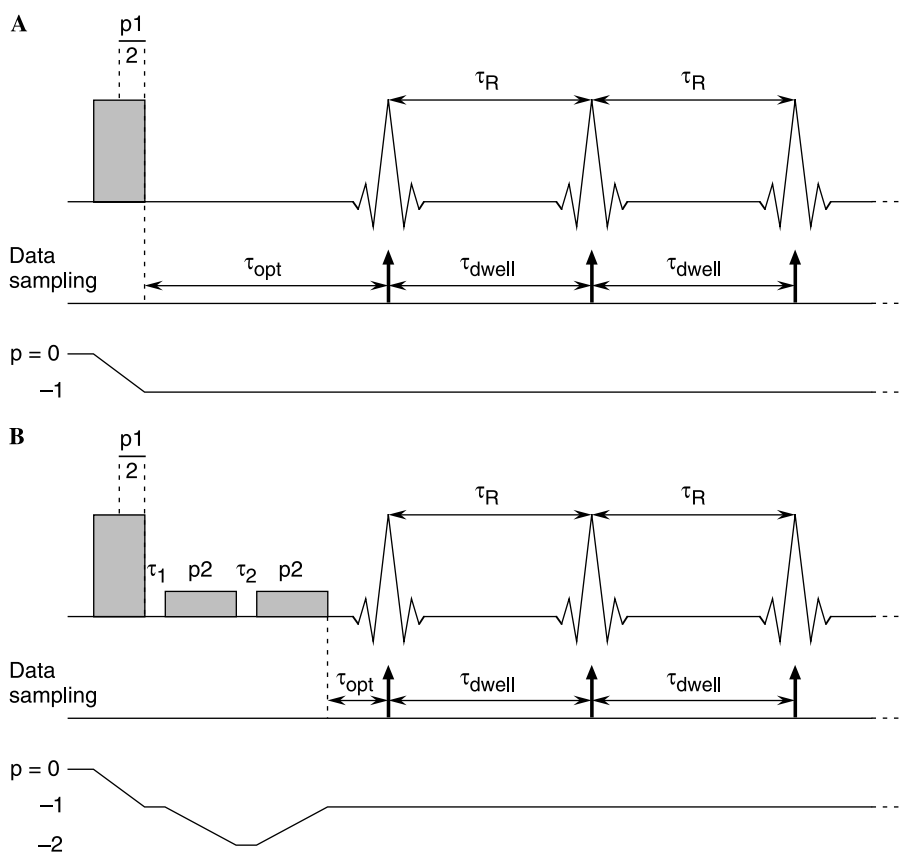 A
p1
2
τR τR
Data
sampling
τopt τdwell τdwell
p = 0
–1
B
p1
2
τR τR
τ1 p2 τ2 p2
Data
sampling
τopt τdwell τdwell
p = 0
–1
–2